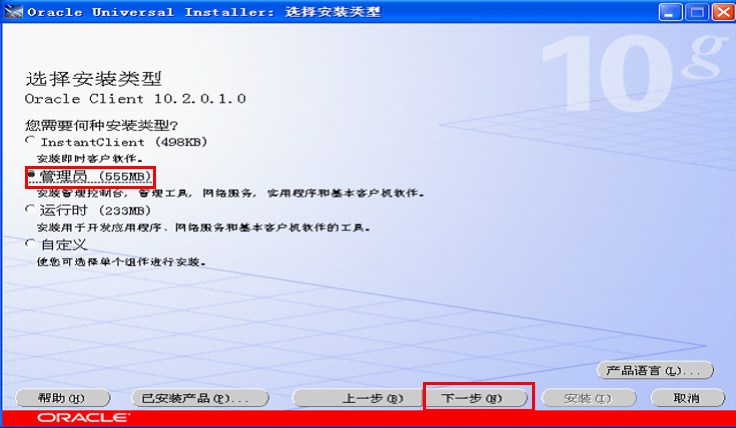 Oracle Universal Installer: 选择安装类型
10g
选择安装类型
Oracle Client 10.2.0.1.0
您需要何种安装类型?
InstantClient (498KB)
安装即时客户软件。
管理员 (555MB)
安装管理控制台, 管理工具, 网络服务, 实用程序和基本客户机软件。
运行时 (233MB)
安装用于开发应用程序、网络服务和基本客户机软件的工具。
自定义
使您可选择单个组件进行安装。
产品语言(L)...
帮助(H) 已安装产品(P)... 上一步(B) 下一步(N) 安装(I) 取消
ORACLE